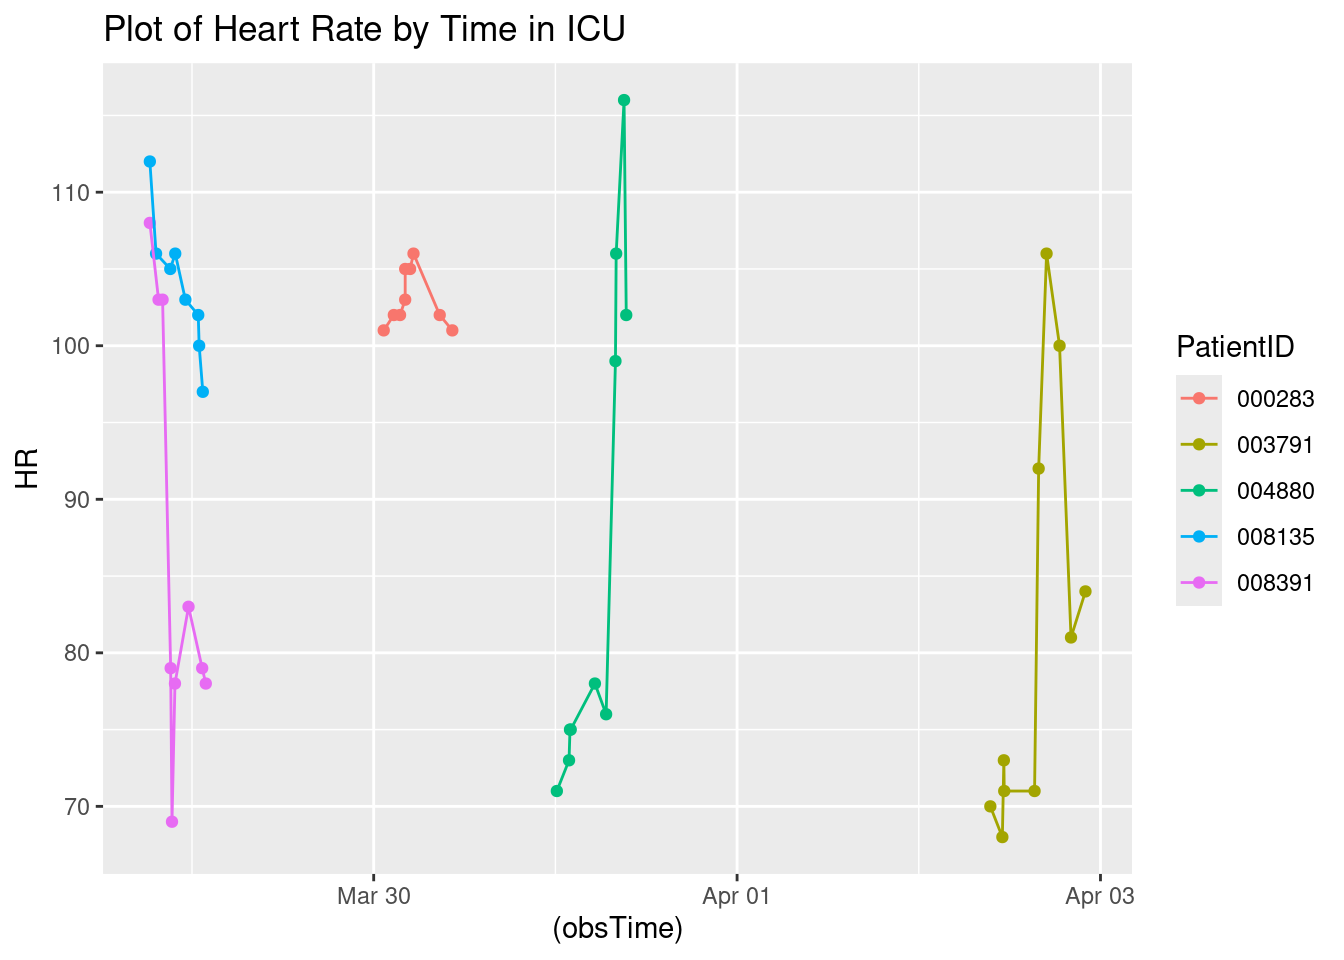 Plot of Heart Rate by Time in ICU
110
100
90
80
70
HR
Mar 30
Apr 01
Apr 03
(obsTime)
PatientID
000283
003791
004880
008135
008391